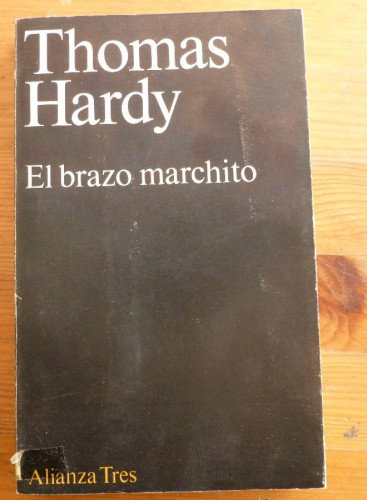 Thomas
Hardy
El brazo marchito
Alianza Tres